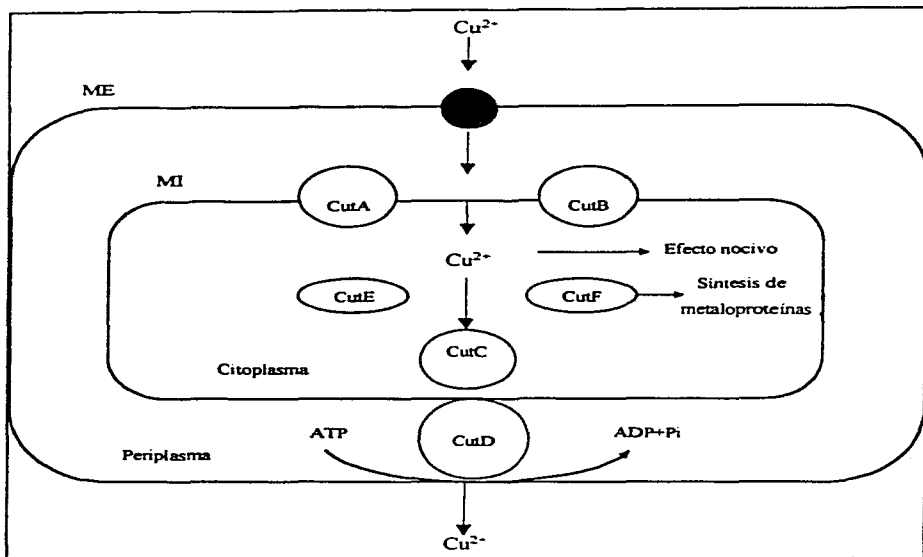 Cu²⁺
ME
MI
CutA
CutB
Cu²⁺
Efecto nocivo
CutE
CutF
Síntesis de
metaloproteínas
CutC
Citoplasma
ATP
CutD
ADP+Pi
Periplasma
Cu²⁺